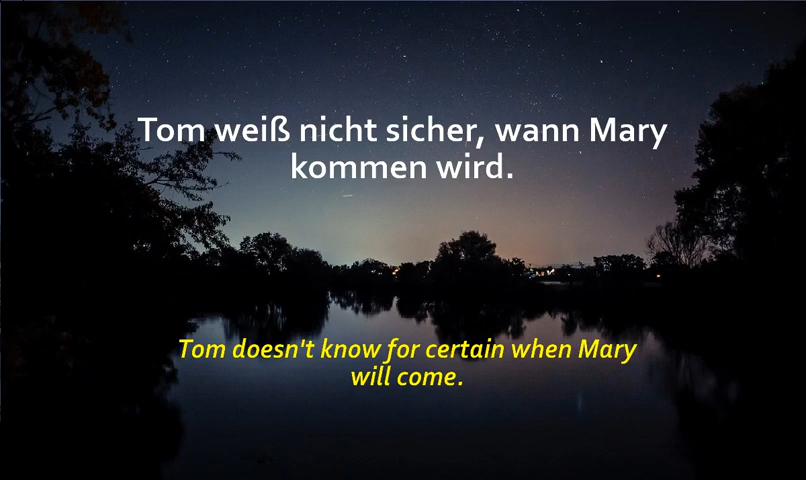 Tom weiß nicht sicher, wann Mary
kommen wird.
Tom doesn't know for certain when Mary
will come.